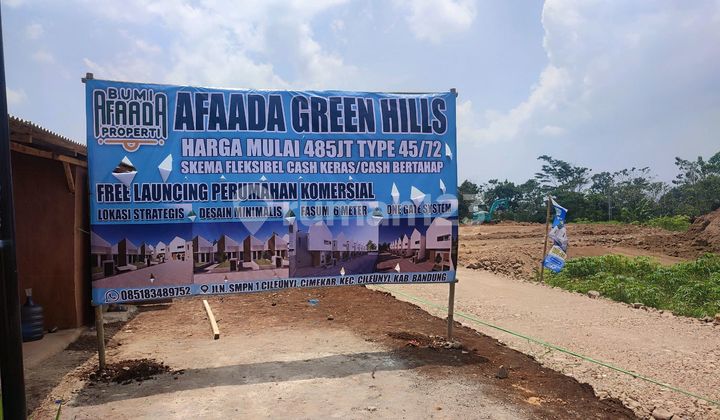 BUMI
AFAADA
PROPERTI
AFAADA GREEN HILLS
HARGA MULAI 485JT TYPE 45/72
SKEMA FLEKSIBEL CASH KERAS/CASH BERTAHAP
FREE LAUNCING PERUMAHAN KOMERSIAL
LOKASI STRATEGIS DESAIN MINIMALIS FASUM 6 METER ONE GATE SYSTEM
085183489752 JLN. SMPN 1 CILEUNYI, CIMEKAR, KEC CILEUNYI, KAB BANDUNG
rumah123